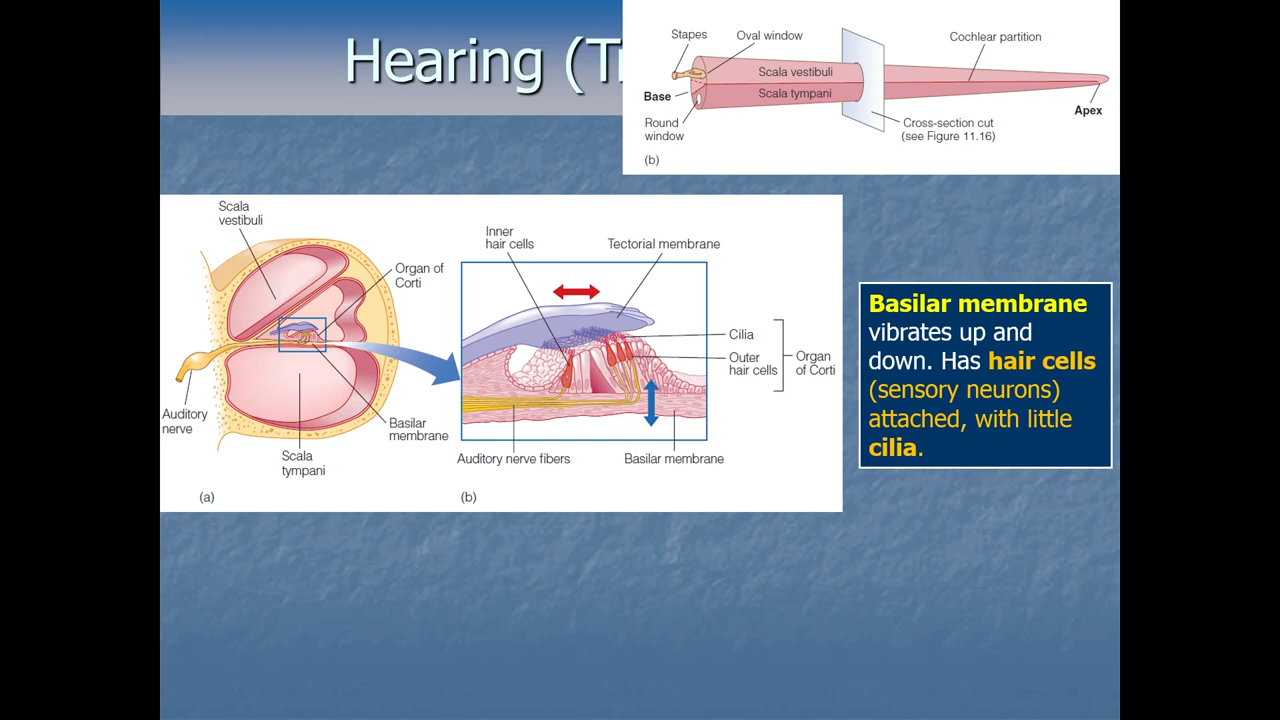 Hearing (Tr
Stapes
Oval window
Cochlear partition
Scala vestibuli
Scala tympani
Base
Apex
Round
window
Cross-section cut
(see Figure 11.16)
(b)
Scala
vestibuli
Organ of
Corti
Auditory
nerve
Basilar
membrane
Scala
tympani
(a)
Inner
hair cells
Tectorial membrane
Cilia
Outer
hair cells
Organ
of Corti
Auditory nerve fibers
Basilar membrane
(b)
Basilar membrane
vibrates up and
down. Has hair cells
(sensory neurons)
attached, with little
cilia.